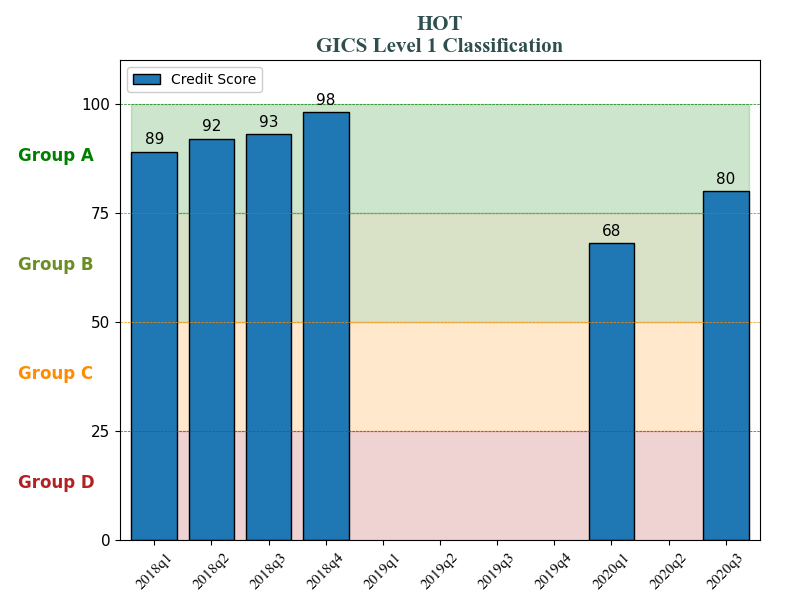 HOT
GICS Level 1 Classification
Credit Score
100
75
50
25
0
Group A
Group B
Group C
Group D
89
92
93
98
68
80
2018q1
2018q2
2018q3
2018q4
2019q1
2019q2
2019q3
2019q4
2020q1
2020q2
2020q3